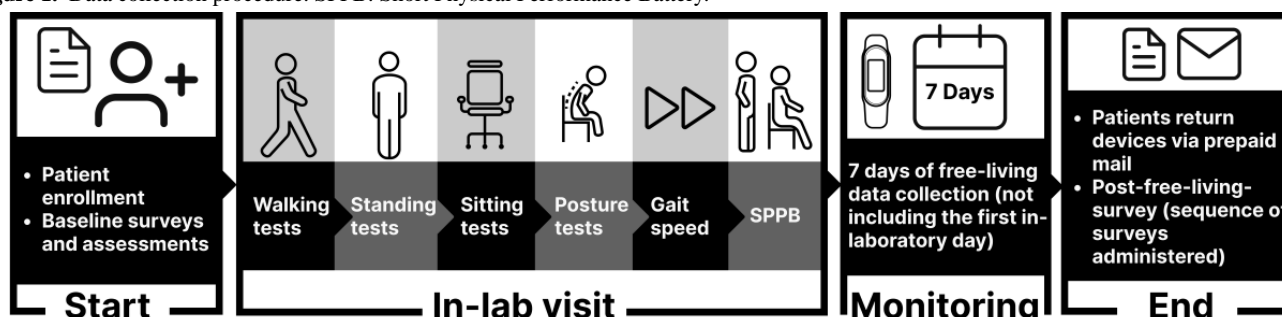 Data collection procedure. SPPB: Short Physical Performance Battery.
7 Days
• Patient
enrollment
• Baseline surveys
and assessments
Walking
tests
Standing
tests
Sitting
tests
Posture
tests
Gait
speed
SPPB
7 days of free-living
data collection (not
including the first in-
laboratory day)
• Patients return
devices via prepaid
mail
• Post-free-living-
survey (sequence of
surveys
administered)
Start
In-lab visit
Monitoring
End